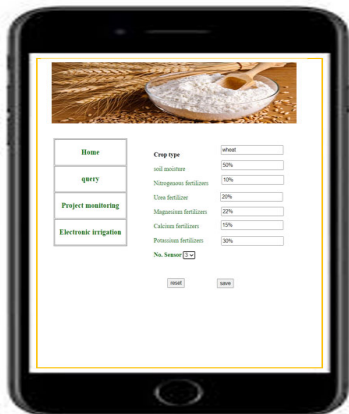 Home
query
Project monitoring
Electronic irrigation
Crop type wheat
soil moisture 50%
Nitrogenous fertilizers 10%
Urea fertilizer 20%
Magnesium fertilizers 22%
Calcium fertilizers 15%
Potassium fertilizers 30%
No. Sensor 3
reset save